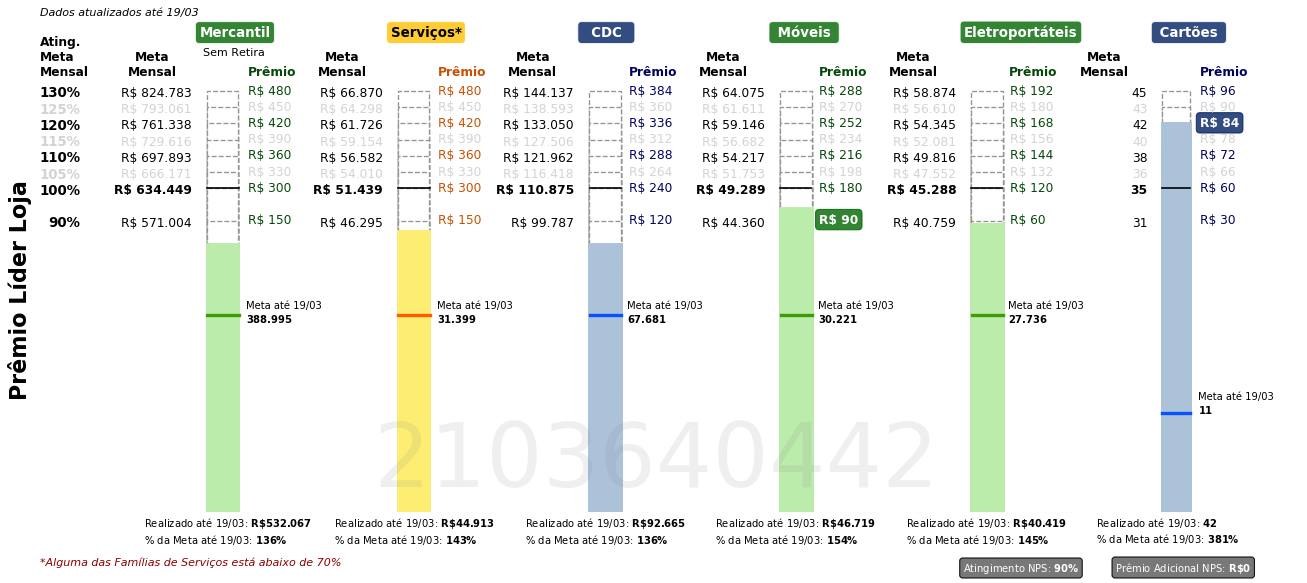 Dados atualizados até 19/03
Mercantil Serviços* CDC Móveis Eletroportáteis Cartões
Sem Retira
Ating. Meta Mensal
Meta Mensal Prêmio Meta Mensal Prêmio Meta Mensal Prêmio Meta Mensal Prêmio Meta Mensal Prêmio Meta Mensal Prêmio
130% R$ 824.783 R$ 480 R$ 66.870 R$ 480 R$ 144.137 R$ 384 R$ 64.075 R$ 288 R$ 58.874 R$ 192 45 R$ 96
125% R$ 793.061 R$ 450 R$ 64.298 R$ 450 R$ 138.593 R$ 360 R$ 61.611 R$ 270 R$ 56.610 R$ 180 43 R$ 90
120% R$ 761.338 R$ 420 R$ 61.726 R$ 420 R$ 133.050 R$ 336 R$ 59.146 R$ 252 R$ 54.345 R$ 168 42 R$ 84
115% R$ 729.616 R$ 390 R$ 59.154 R$ 390 R$ 127.506 R$ 312 R$ 56.682 R$ 234 R$ 52.081 R$ 156 40 R$ 78
110% R$ 697.893 R$ 360 R$ 56.582 R$ 360 R$ 121.962 R$ 288 R$ 54.217 R$ 216 R$ 49.816 R$ 144 38 R$ 72
105% R$ 666.171 R$ 330 R$ 54.010 R$ 330 R$ 116.418 R$ 264 R$ 51.753 R$ 198 R$ 47.552 R$ 132 36 R$ 66
100% R$ 634.449 R$ 300 R$ 51.439 R$ 300 R$ 110.875 R$ 240 R$ 49.289 R$ 180 R$ 45.288 R$ 120 35 R$ 60
90% R$ 571.004 R$ 150 R$ 46.295 R$ 150 R$ 99.787 R$ 120 R$ 44.360 R$ 90 R$ 40.759 R$ 60 31 R$ 30
Prêmio Líder Loja
Meta até 19/03 Meta até 19/03 Meta até 19/03 Meta até 19/03 Meta até 19/03
388.995 31.399 67.681 30.221 27.736
Meta até 19/03
11
2103640442
Realizado até 19/03: R$532.067 Realizado até 19/03: R$44.913 Realizado até 19/03: R$92.665 Realizado até 19/03: R$46.719 Realizado até 19/03: R$40.419 Realizado até 19/03: 42
% da Meta até 19/03: 136% % da Meta até 19/03: 143% % da Meta até 19/03: 136% % da Meta até 19/03: 154% % da Meta até 19/03: 145% % da Meta até 19/03: 381%
*Alguma das Famílias de Serviços está abaixo de 70%
Atingimento NPS: 90% Prêmio Adicional NPS: R$0